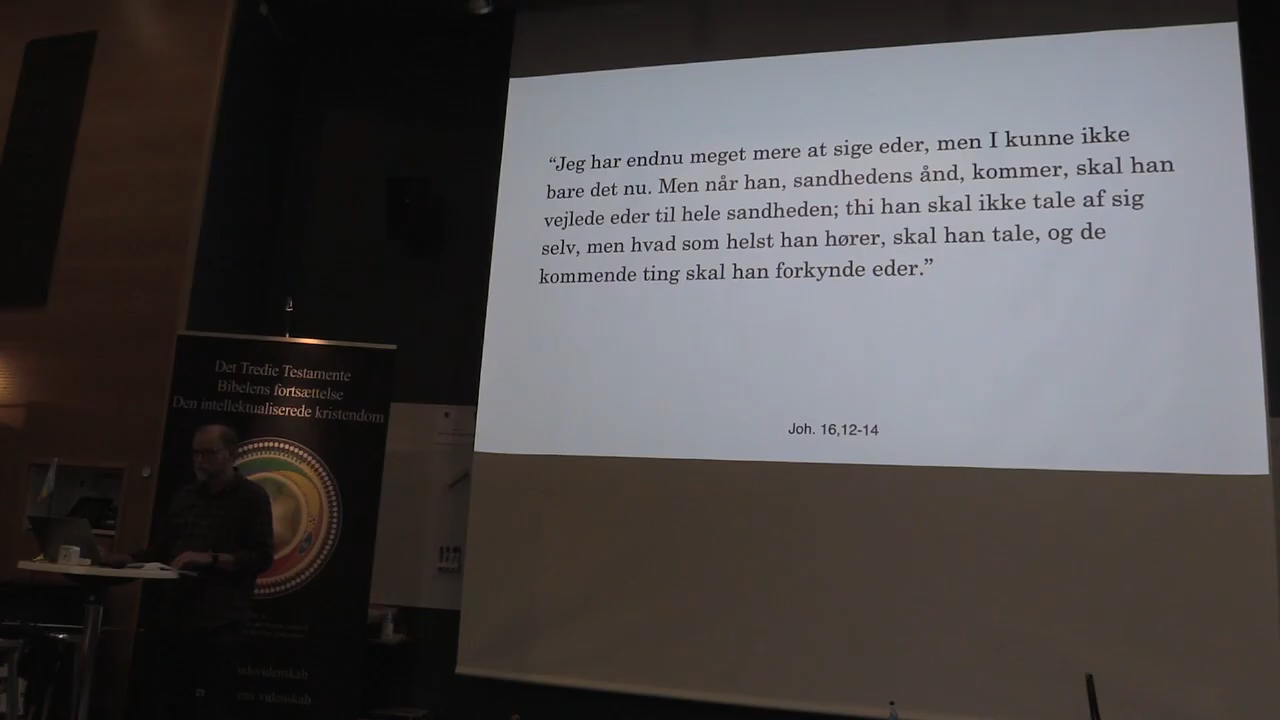 “Jeg har endnu meget mere at sige eder, men I kunne ikke
bare det nu. Men når han, sandhedens ånd, kommer, skal han
vejlede eder til hele sandheden; thi han skal ikke tale af sig
selv, men hvad som helst han hører, skal han tale, og de
kommende ting skal han forkynde eder.”
Joh. 16,12-14
Det Tredie Testamente
Bibelens fortsættelse
Den intellektualiserede kristendom
videnskab